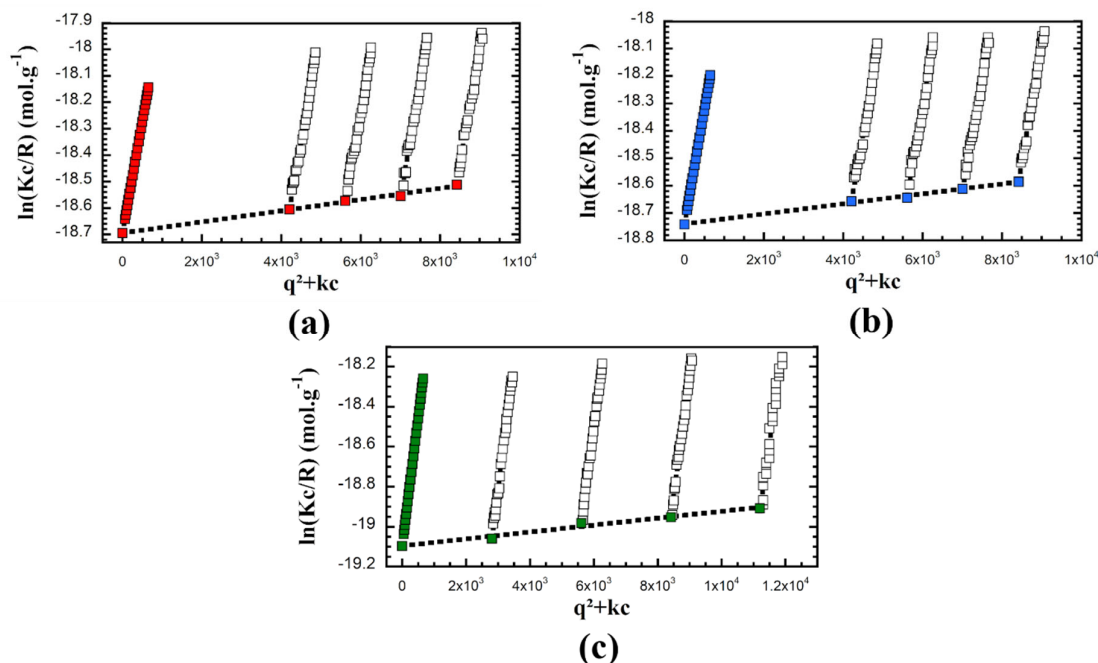 ln(Kc/R) (mol.g⁻¹)
-17.9
-18
-18.1
-18.2
-18.3
-18.4
-18.5
-18.6
-18.7
0
2x10³
4x10³
6x10³
8x10³
1x10⁴
q²+kc
(a)
ln(Kc/R) (mol.g⁻¹)
-18
-18.1
-18.2
-18.3
-18.4
-18.5
-18.6
-18.7
-18.8
0
2x10³
4x10³
6x10³
8x10³
1x10⁴
q²+kc
(b)
ln(Kc/R) (mol.g⁻¹)
-18.2
-18.4
-18.6
-18.8
-19
-19.2
0
2x10³
4x10³
6x10³
8x10³
1x10⁴
1.2x10⁴
q²+kc
(c)